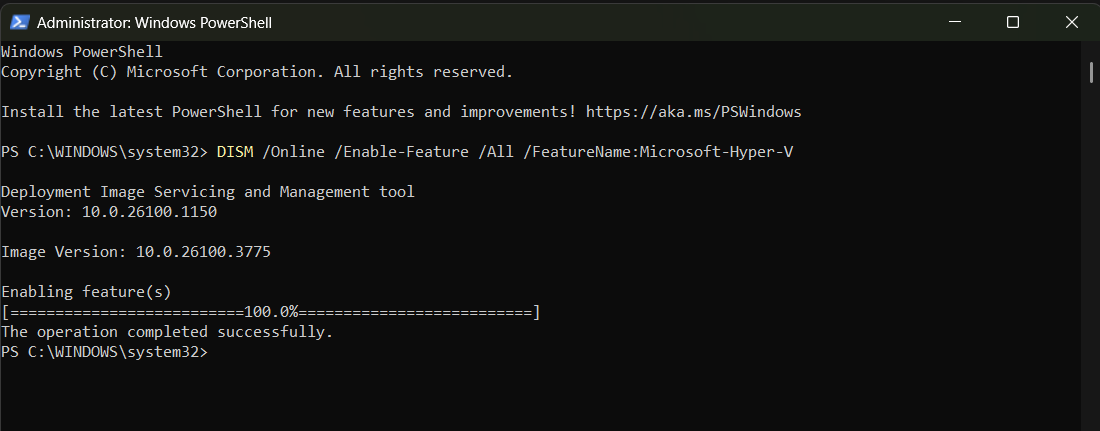 Administrator: Windows PowerShell
Windows PowerShell
Copyright (C) Microsoft Corporation. All rights reserved.
Install the latest PowerShell for new features and improvements! https://aka.ms/PSWindows
PS C:\WINDOWS\system32> DISM /Online /Enable-Feature /All /FeatureName:Microsoft-Hyper-V
Deployment Image Servicing and Management tool
Version: 10.0.26100.1150
Image Version: 10.0.26100.3775
Enabling feature(s)
[==========================100.0%==========================]
The operation completed successfully.
PS C:\WINDOWS\system32>